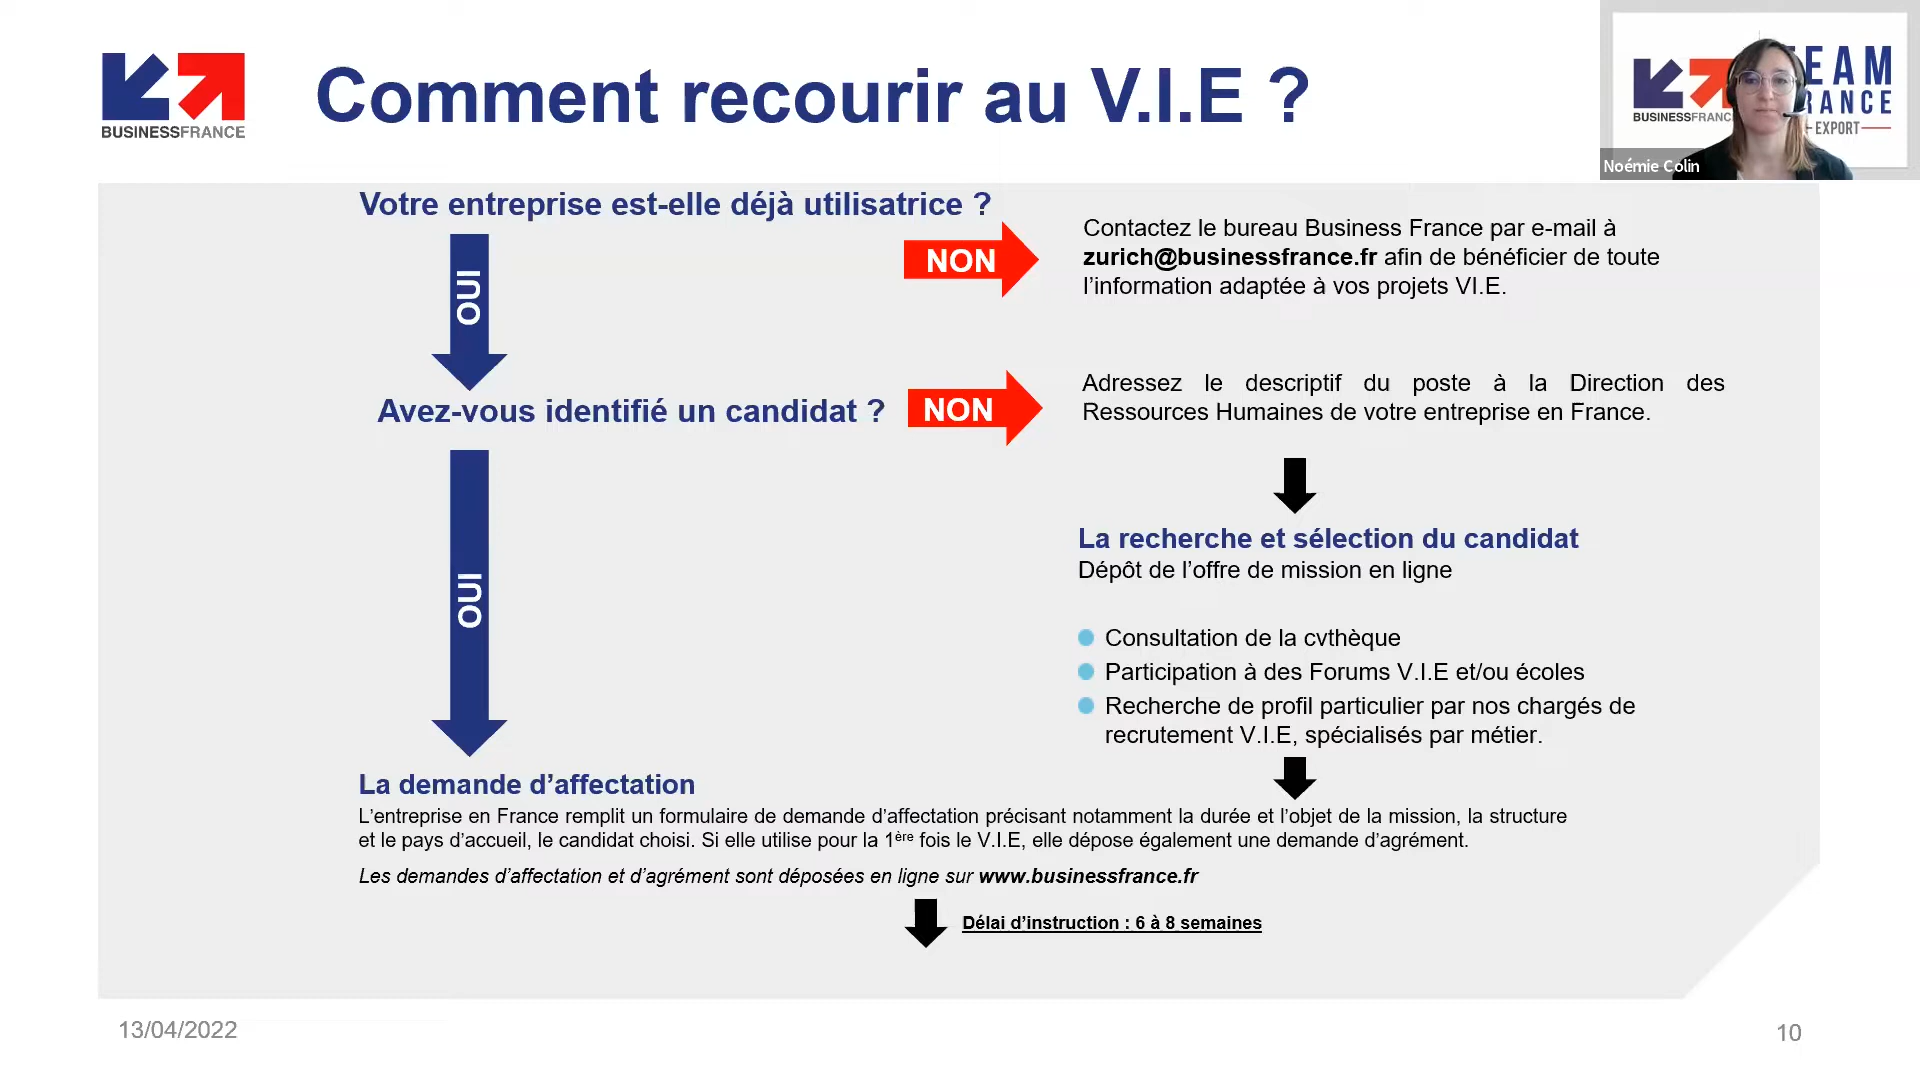 BUSINESSFRANCE
Comment recourir au V.I.E ?
BUSINESSFRANC
EAM
RANCE
EXPORT
Noémie Colin
Votre entreprise est-elle déjà utilisatrice ?
OUI
NON
Contactez le bureau Business France par e-mail à
zurich@businessfrance.fr afin de bénéficier de toute
l’information adaptée à vos projets VI.E.
Avez-vous identifié un candidat ?
NON
Adressez le descriptif du poste à la Direction des
Ressources Humaines de votre entreprise en France.
OUI
La recherche et sélection du candidat
Dépôt de l’offre de mission en ligne
Consultation de la cvthèque
Participation à des Forums V.I.E et/ou écoles
Recherche de profil particulier par nos chargés de
recrutement V.I.E, spécialisés par métier.
La demande d’affectation
L’entreprise en France remplit un formulaire de demande d’affectation précisant notamment la durée et l’objet de la mission, la structure
et le pays d’accueil, le candidat choisi. Si elle utilise pour la 1ère fois le V.I.E, elle dépose également une demande d’agrément.
Les demandes d’affectation et d’agrément sont déposées en ligne sur www.businessfrance.fr
Délai d’instruction : 6 à 8 semaines
13/04/2022
10